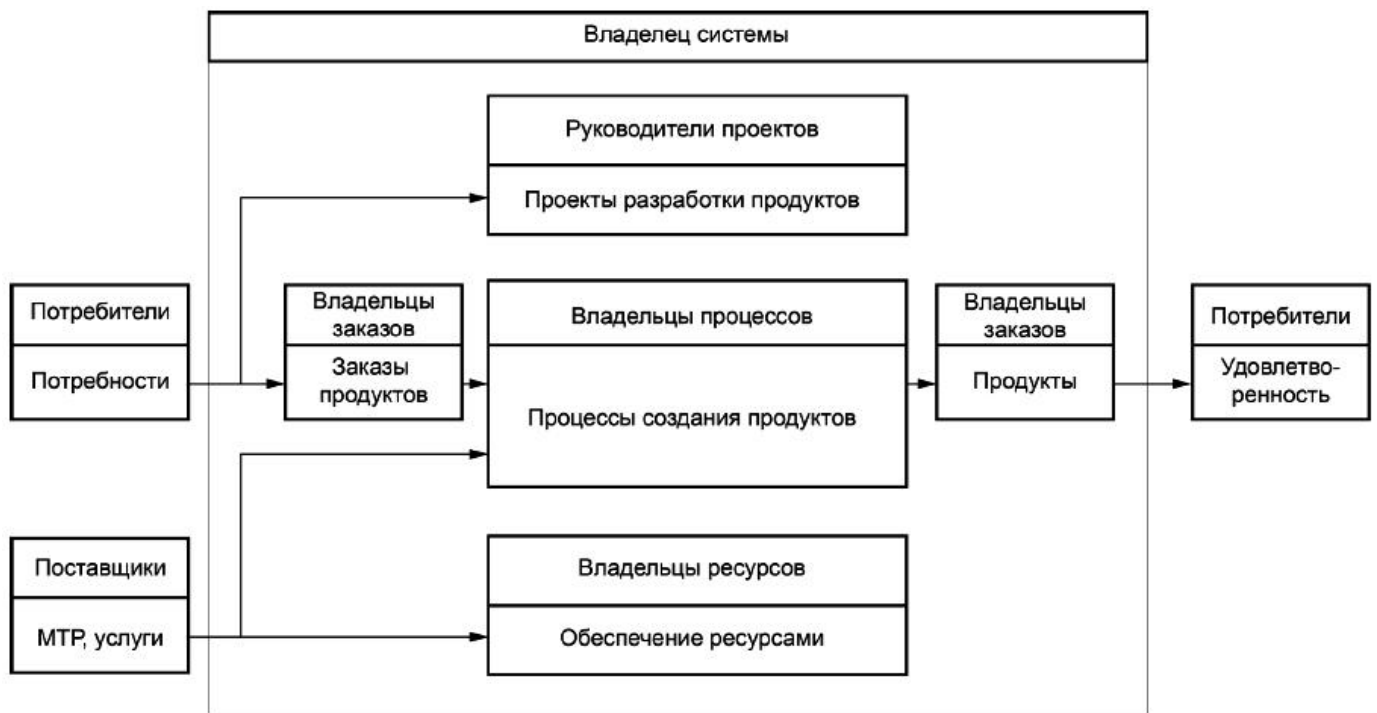 Владелец системы
Руководители проектов
Проекты разработки продуктов
Потребители
Потребности
Владельцы
заказов
Заказы
продуктов
Владельцы процессов
Процессы создания продуктов
Владельцы
заказов
Продукты
Потребители
Удовлетво-
ренность
Поставщики
МТР, услуги
Владельцы ресурсов
Обеспечение ресурсами